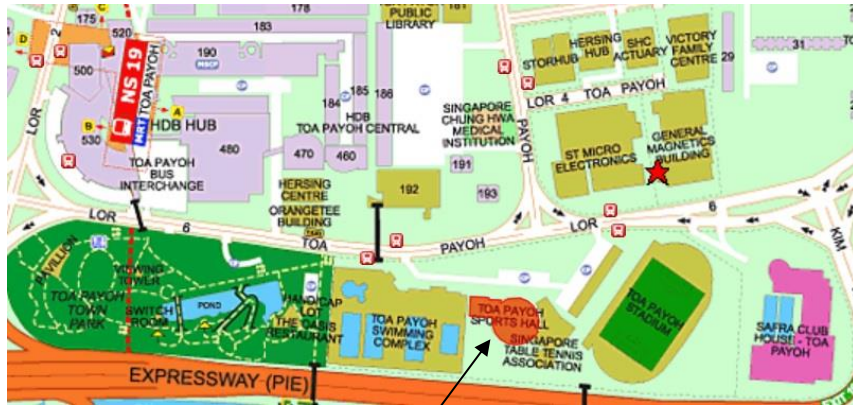 178
181
PUBLIC
LIBRARY
C
175
520
183
D
2
190
MSCP
500
NS 19
TOA PAYOH
MRT
A
B
530
HDB HUB
LOR
TOA PAYOH
BUS
INTERCHANGE
480
470
460
184
185
186
HDB
TOA PAYOH CENTRAL
CP
SINGAPORE
CHUNG HWA
MEDICAL
INSTITUTION
191
193
192
HERSING
CENTRE
ORANGETEE
BUILDING
PAYOH
STORHUB
HERSING
HUB
SHC
ACTUARY
VICTORY
FAMILY
CENTRE
29
31
LOR 4 TOA PAYOH
ST MICRO
ELECTRONICS
GENERAL
MAGNETICS
BUILDING
LOR 6 TOA PAYOH LOR 6
KIM
PAVILION
VIEWING
TOWER
TOA PAYOH
TOWN
PARK
SWITCH
ROOM
POND
HANDICAP
LOT
THE OASIS
RESTAURANT
TOA PAYOH
SWIMMING
COMPLEX
TOA PAYOH
SPORTS HALL
SINGAPORE
TABLE TENNIS
ASSOCIATION
TOA PAYOH
STADIUM
SAFRA CLUB
HOUSE - TOA
PAYOH
EXPRESSWAY (PIE)